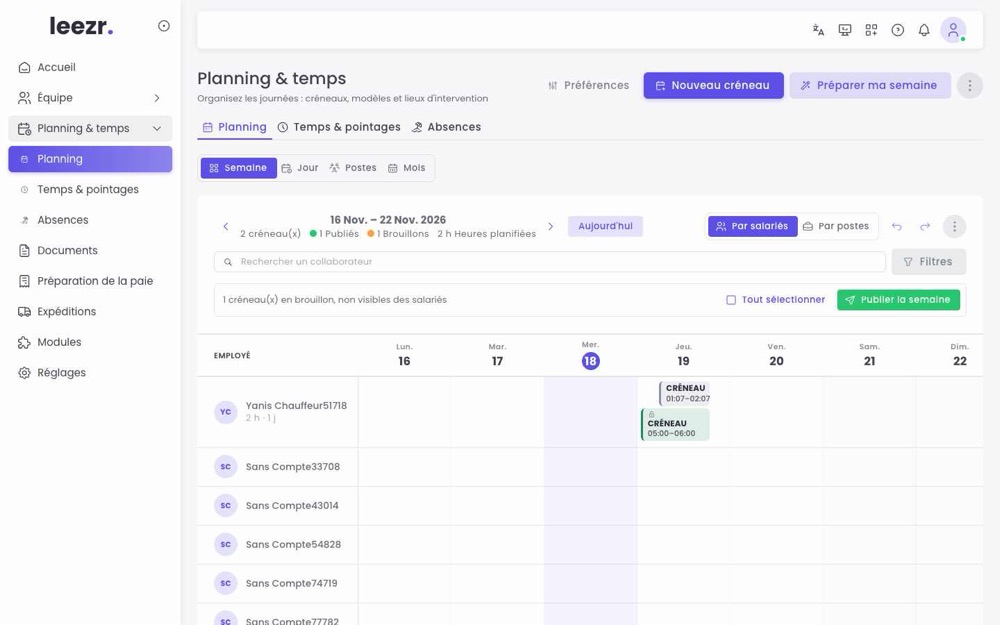 leezr.
Accueil
Équipe
Planning & temps
Planning
Temps & pointages
Absences
Documents
Préparation de la paie
Expéditions
Modules
Réglages
Planning & temps
Organisez les journées : créneaux, modèles et lieux d'intervention
Préférences
Nouveau créneau
Préparer ma semaine
Planning
Temps & pointages
Absences
Semaine
Jour
Postes
Mois
16 Nov. – 22 Nov. 2026
2 créneau(x) 1 Publiés 1 Brouillons 2 h Heures planifiées
Aujourd'hui
Par salariés
Par postes
Rechercher un collaborateur
Filtres
1 créneau(x) en brouillon, non visibles des salariés
Tout sélectionner
Publier la semaine
EMPLOYÉ
Lun.
16
Mar.
17
Mer.
18
Jeu.
19
Ven.
20
Sam.
21
Dim.
22
YC
Yanis Chauffeur51718
2 h · 1 j
CRÉNEAU
01:07–02:07
CRÉNEAU
05:00–06:00
SC
Sans Compte33708
SC
Sans Compte43014
SC
Sans Compte54828
SC
Sans Compte74719
SC
Sans Compte77782